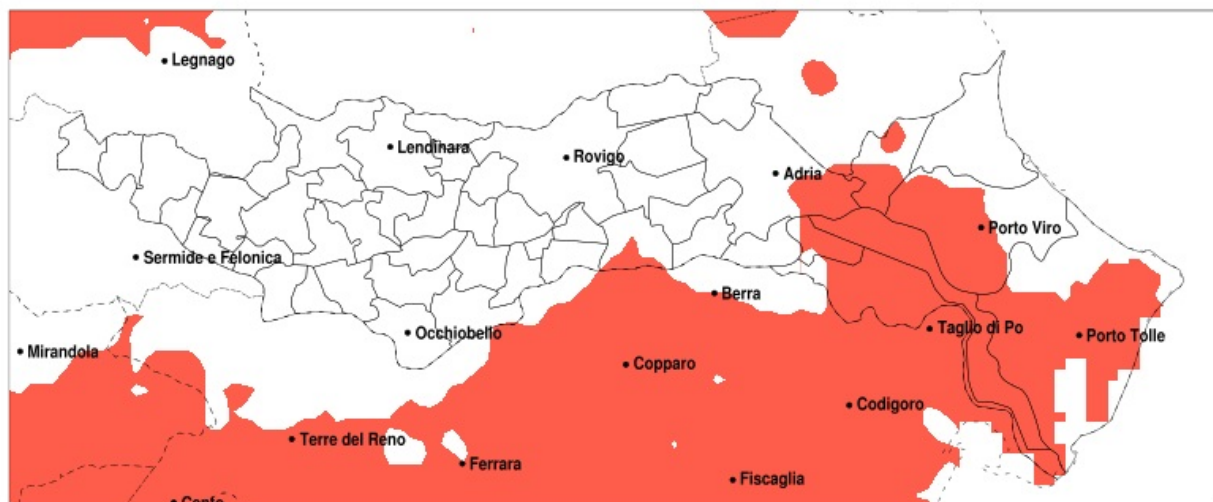 Legnago
Lendinara
Rovigo
Adria
Porto Viro
Sermide e Felonica
Berra
Occhiobello
Taglio di Po
Porto Tolle
Mirandola
Copparo
Codigoro
Terre del Reno
Ferrara
Fiscaglia